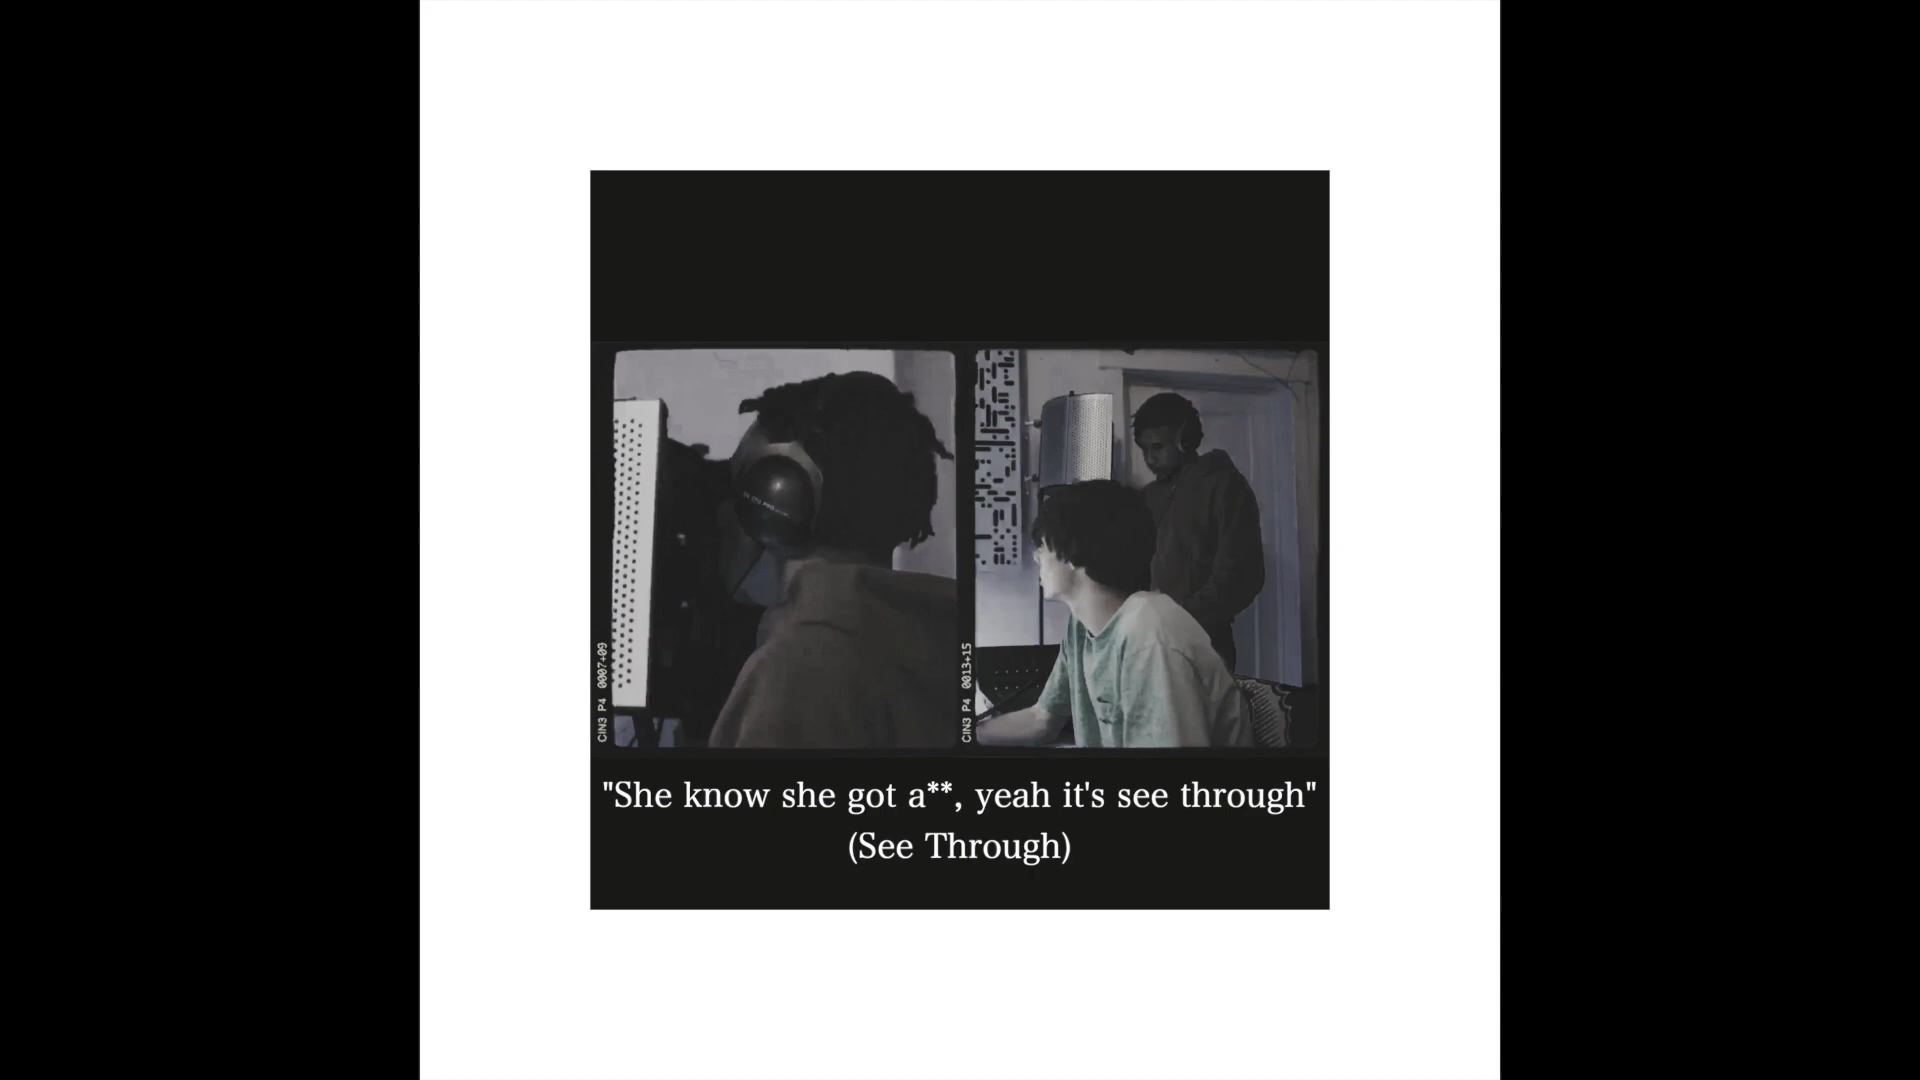 CIN3 P4 0007+09
CIN3 P4 0013+15
"She know she got a**, yeah it's see through"
(See Through)